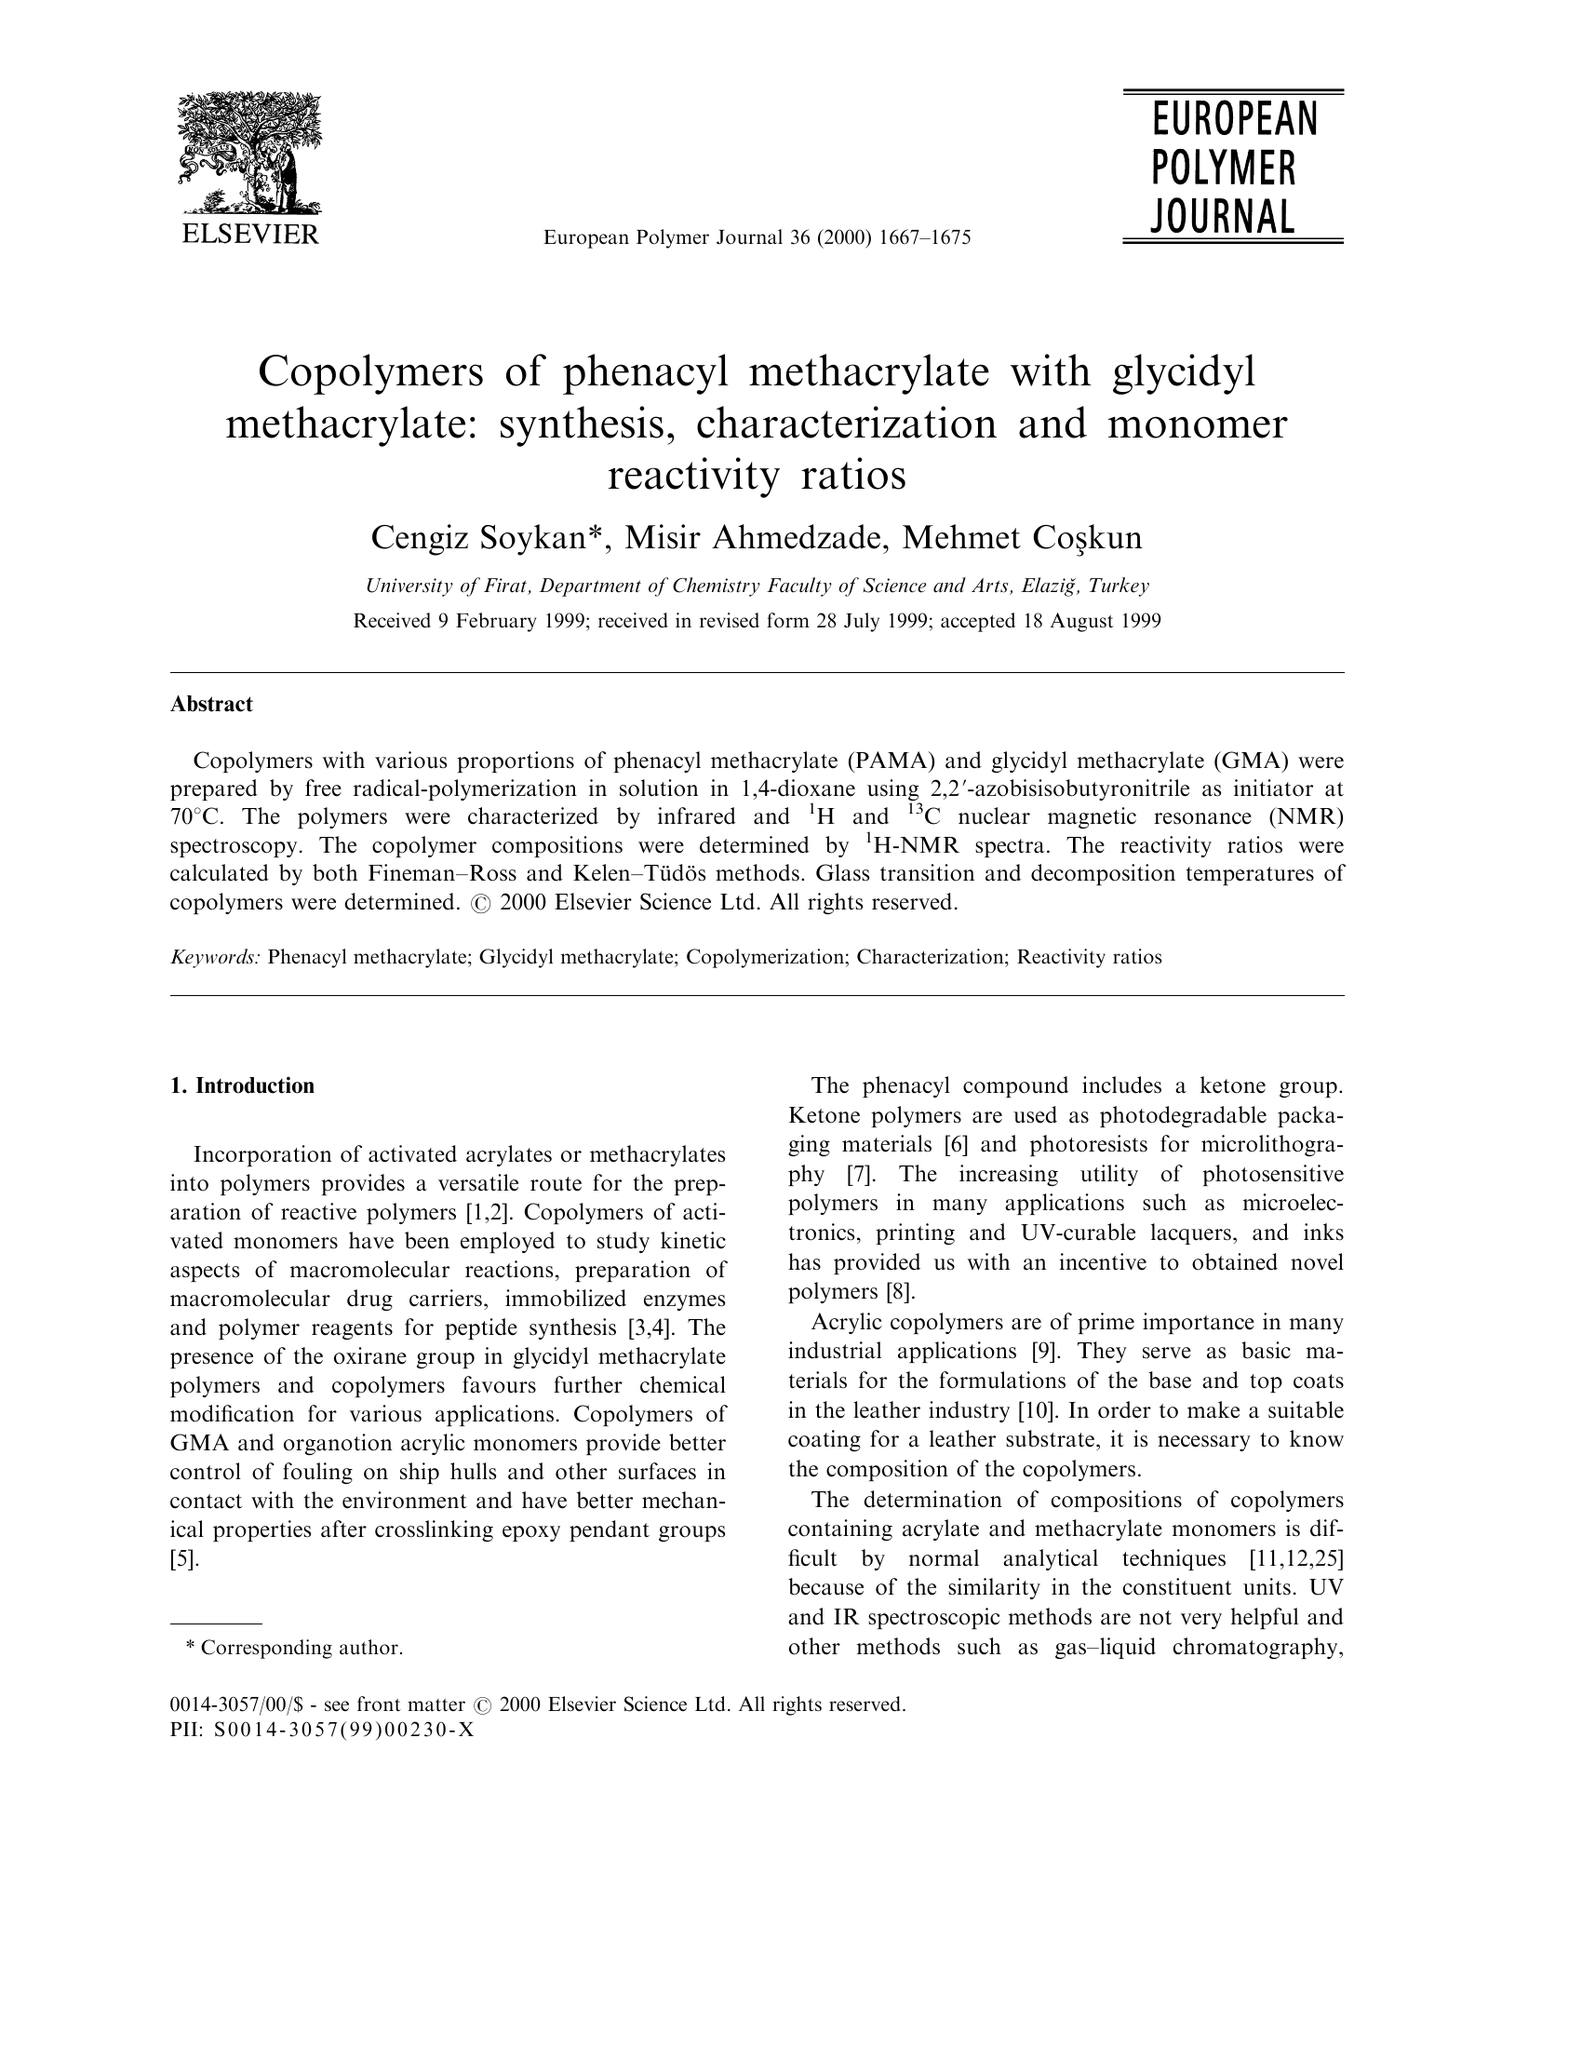 ELSEVIER
European Polymer Journal 36 (2000) 1667–1675
EUROPEAN
POLYMER
JOURNAL
Copolymers of phenacyl methacrylate with glycidyl
methacrylate: synthesis, characterization and monomer
reactivity ratios
Cengiz Soykan*, Misir Ahmedzade, Mehmet Coşkun
University of Firat, Department of Chemistry Faculty of Science and Arts, Elaziğ, Turkey
Received 9 February 1999; received in revised form 28 July 1999; accepted 18 August 1999
Abstract
Copolymers with various proportions of phenacyl methacrylate (PAMA) and glycidyl methacrylate (GMA) were
prepared by free radical-polymerization in solution in 1,4-dioxane using 2,2′-azobisisobutyronitrile as initiator at
70°C. The polymers were characterized by infrared and ¹H and ¹³C nuclear magnetic resonance (NMR)
spectroscopy. The copolymer compositions were determined by ¹H-NMR spectra. The reactivity ratios were
calculated by both Fineman–Ross and Kelen–Tüdös methods. Glass transition and decomposition temperatures of
copolymers were determined. © 2000 Elsevier Science Ltd. All rights reserved.
Keywords: Phenacyl methacrylate; Glycidyl methacrylate; Copolymerization; Characterization; Reactivity ratios
1. Introduction
Incorporation of activated acrylates or methacrylates
into polymers provides a versatile route for the prep-
aration of reactive polymers [1,2]. Copolymers of acti-
vated monomers have been employed to study kinetic
aspects of macromolecular reactions, preparation of
macromolecular drug carriers, immobilized enzymes
and polymer reagents for peptide synthesis [3,4]. The
presence of the oxirane group in glycidyl methacrylate
polymers and copolymers favours further chemical
modification for various applications. Copolymers of
GMA and organotion acrylic monomers provide better
control of fouling on ship hulls and other surfaces in
contact with the environment and have better mechan-
ical properties after crosslinking epoxy pendant groups
[5].
* Corresponding author.
The phenacyl compound includes a ketone group.
Ketone polymers are used as photodegradable packa-
ging materials [6] and photoresists for microlithogra-
phy [7]. The increasing utility of photosensitive
polymers in many applications such as microelec-
tronics, printing and UV-curable lacquers, and inks
has provided us with an incentive to obtained novel
polymers [8].
Acrylic copolymers are of prime importance in many
industrial applications [9]. They serve as basic ma-
terials for the formulations of the base and top coats
in the leather industry [10]. In order to make a suitable
coating for a leather substrate, it is necessary to know
the composition of the copolymers.
The determination of compositions of copolymers
containing acrylate and methacrylate monomers is dif-
ficult by normal analytical techniques [11,12,25]
because of the similarity in the constituent units. UV
and IR spectroscopic methods are not very helpful and
other methods such as gas–liquid chromatography,
0014-3057/00/$ - see front matter © 2000 Elsevier Science Ltd. All rights reserved.
PII: S0014-3057(99)00230-X